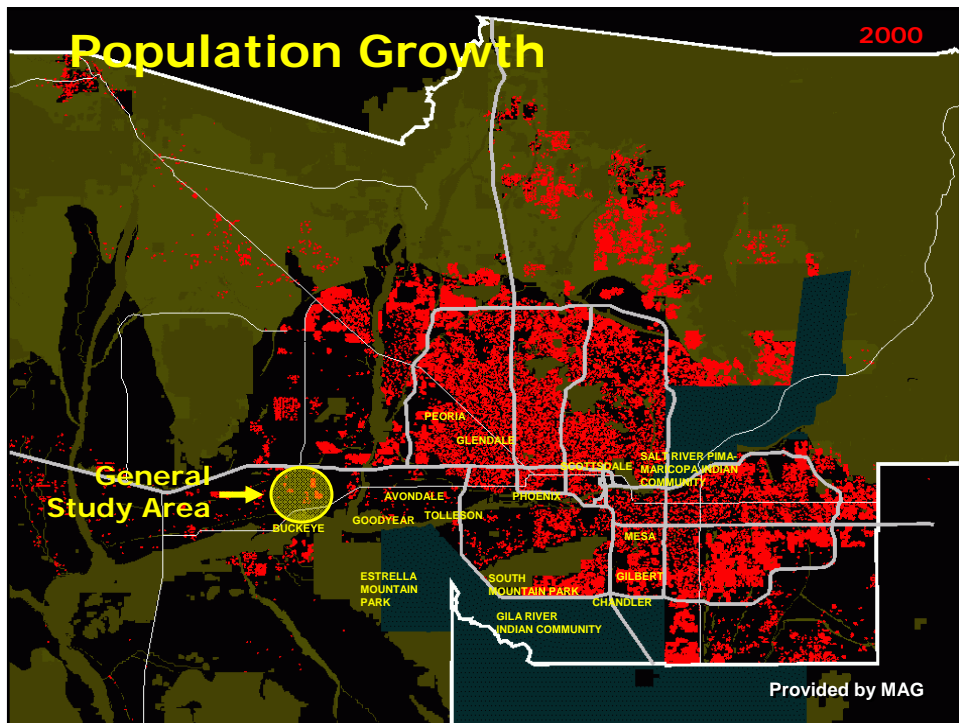 Population Growth
2000
PEORIA
GLENDALE
SCOTTSDALE
SALT RIVER PIMA-
MARICOPA INDIAN
COMMUNITY
General
Study Area
AVONDALE
PHOENIX
GOODYEAR
TOLLESON
BUCKEYE
MESA
ESTRELLA
MOUNTAIN
PARK
SOUTH
MOUNTAIN PARK
GILBERT
CHANDLER
GILA RIVER
INDIAN COMMUNITY
Provided by MAG